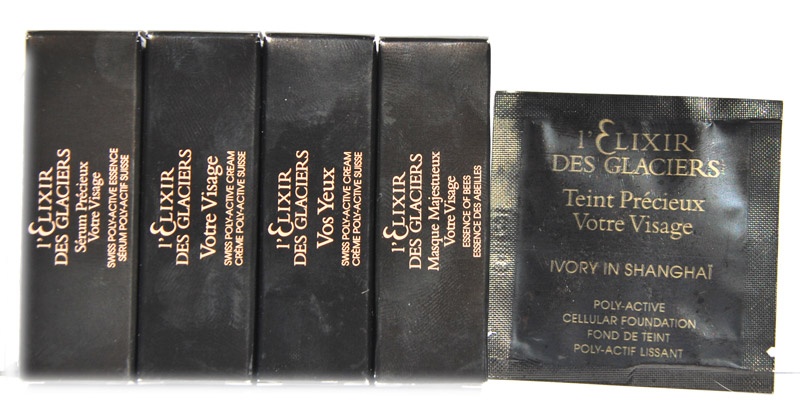 l'Elixir
DES GLACIERS
Sérum Précieux
Votre Visage
SWISS POLY-ACTIVE ESSENCE
SÉRUM POLY-ACTIF SUISSE
l'Elixir
DES GLACIERS
Votre Visage
SWISS POLY-ACTIVE CREAM
CRÈME POLY-ACTIVE SUISSE
l'Elixir
DES GLACIERS
Vos Yeux
SWISS POLY-ACTIVE CREAM
CRÈME POLY-ACTIVE SUISSE
l'Elixir
DES GLACIERS
Masque Majestueux
Votre Visage
ESSENCE OF BEES
ESSENCE DES ABEILLES
l'ELIXIR
DES GLACIERS
Teint Précieux
Votre Visage
IVORY IN SHANGHAÏ
POLY-ACTIVE
CELLULAR FOUNDATION
FOND DE TEINT
POLY-ACTIF LISSANT